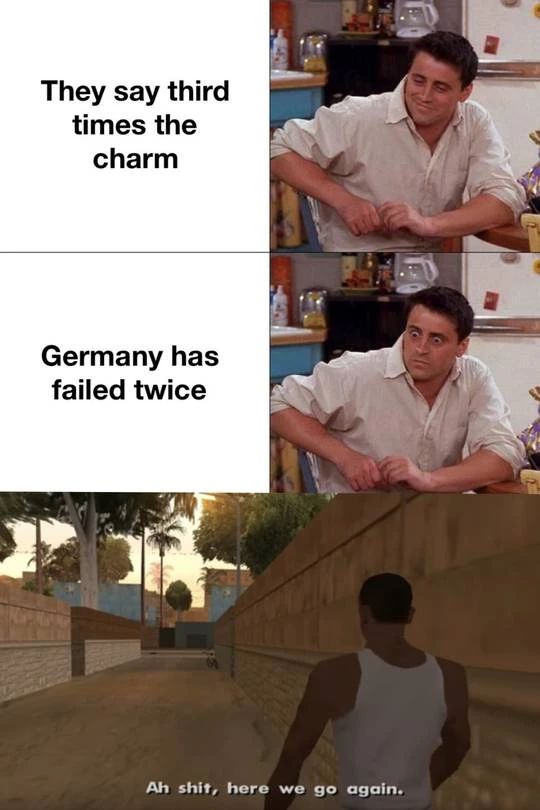 They say third
times the
charm
Germany has
failed twice
Ah shit, here we go again.